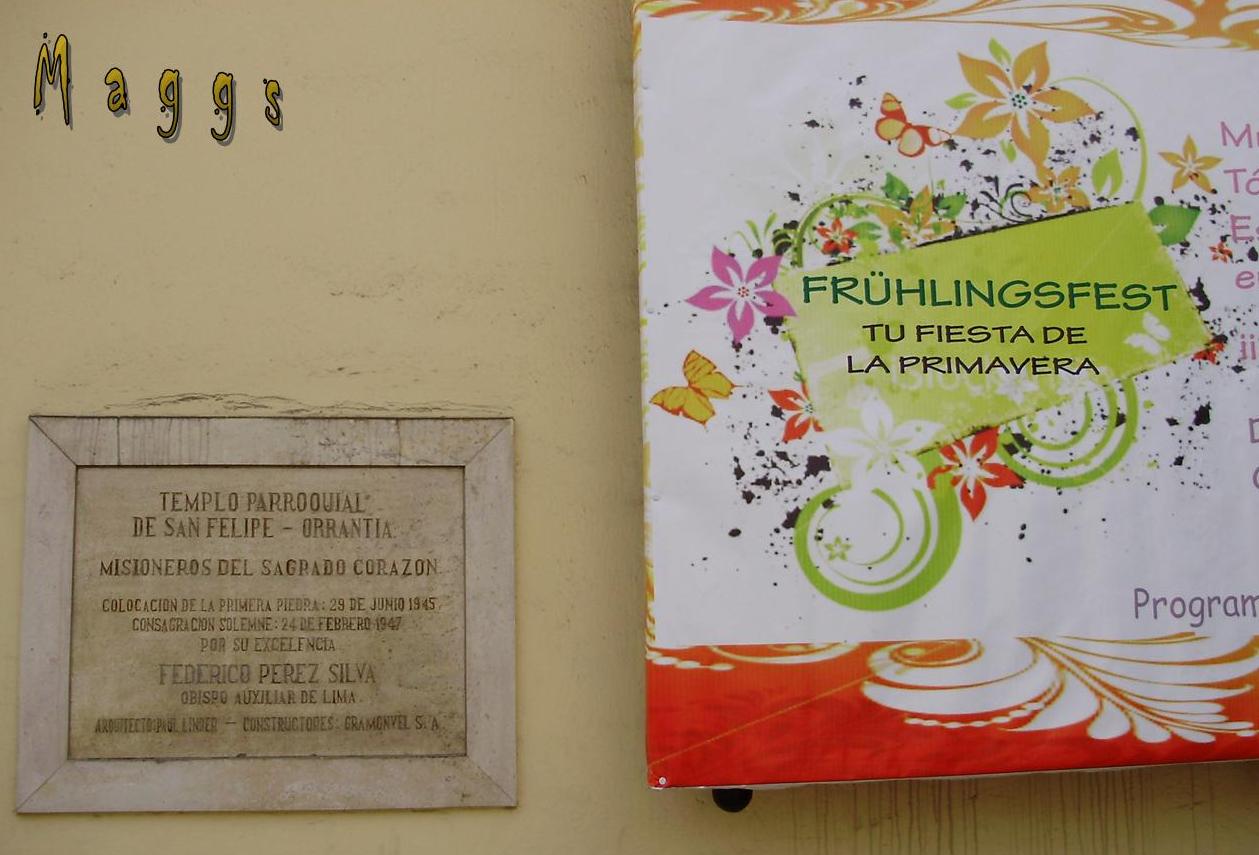 Maggs
TEMPLO PARROQUIAL
DE SAN FELIPE – ORRANTIA.
MISIONEROS DEL SAGRADO CORAZON.
COLOCACION DE LA PRIMERA PIEDRA: 29 DE JUNIO 1945.
CONSAGRACION SOLEMNE: 24 DE FEBRERO 1947
POR SU EXCELENCIA
FEDERICO PEREZ SILVA
OBISPO AUXILIAR DE LIMA.
ARQUITECTO: PAUL LINDER – CONSTRUCTORES: GRAMONVEL S. A.
FRÜHLINGSFEST
TU FIESTA DE
LA PRIMAVERA
Program